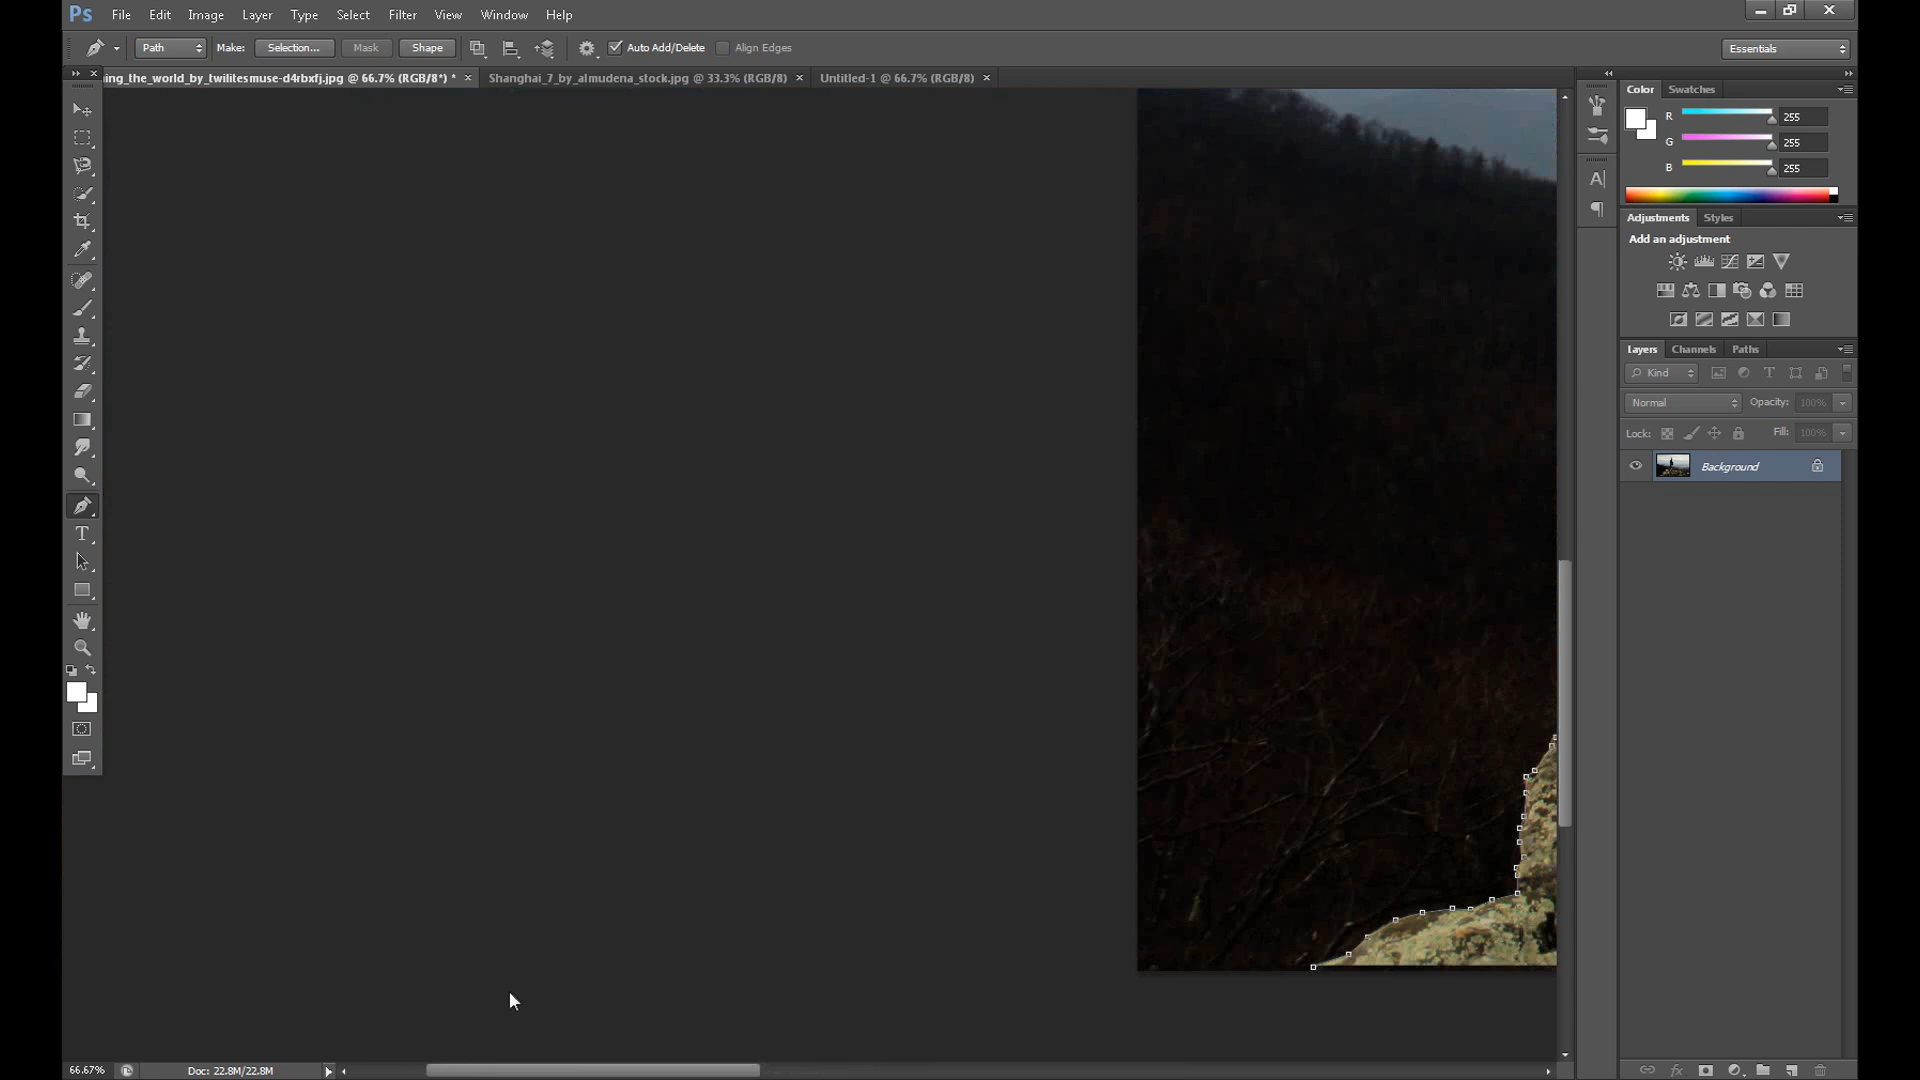 Ps File Edit Image Layer Type Select Filter View Window Help
Path Make: Selection... Mask Shape Auto Add/Delete Align Edges Essentials
ing_the_world_by_twilitesmuse-d4rbxfj.jpg @ 66.7% (RGB/8*) * × Shanghai_7_by_almudena_stock.jpg @ 33.3% (RGB/8) × Untitled-1 @ 66.7% (RGB/8) ×
Color Swatches
R 255
G 255
B 255
Adjustments Styles
Add an adjustment
Layers Channels Paths
Kind
Normal Opacity: 100%
Lock: Fill: 100%
Background
66.67% Doc: 22.8M/22.8M